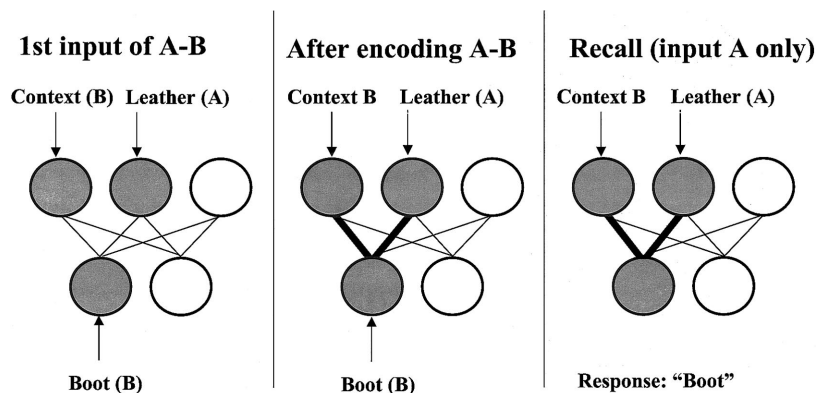 1st input of A-B
Context (B) Leather (A)
Boot (B)
After encoding A-B
Context B Leather (A)
Boot (B)
Recall (input A only)
Context B Leather (A)
Response: “Boot”